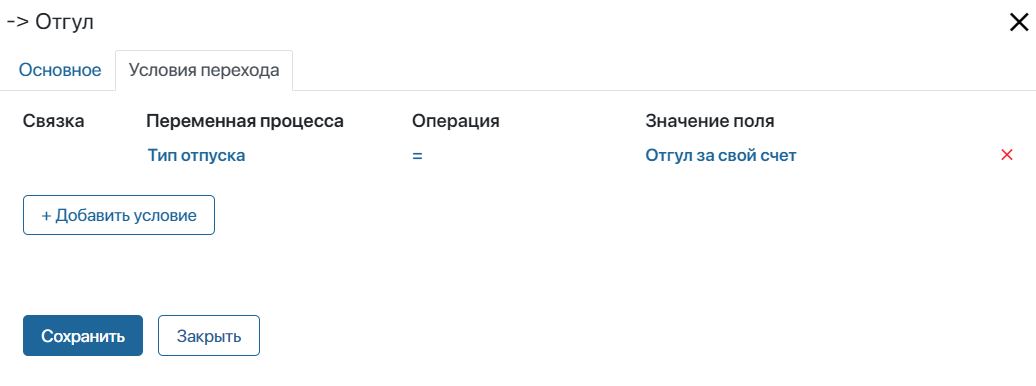 -> Отгул
Основное Условия перехода
Связка Переменная процесса Операция Значение поля
Тип отпуска = Отгул за свой счет
+ Добавить условие
Сохранить Закрыть